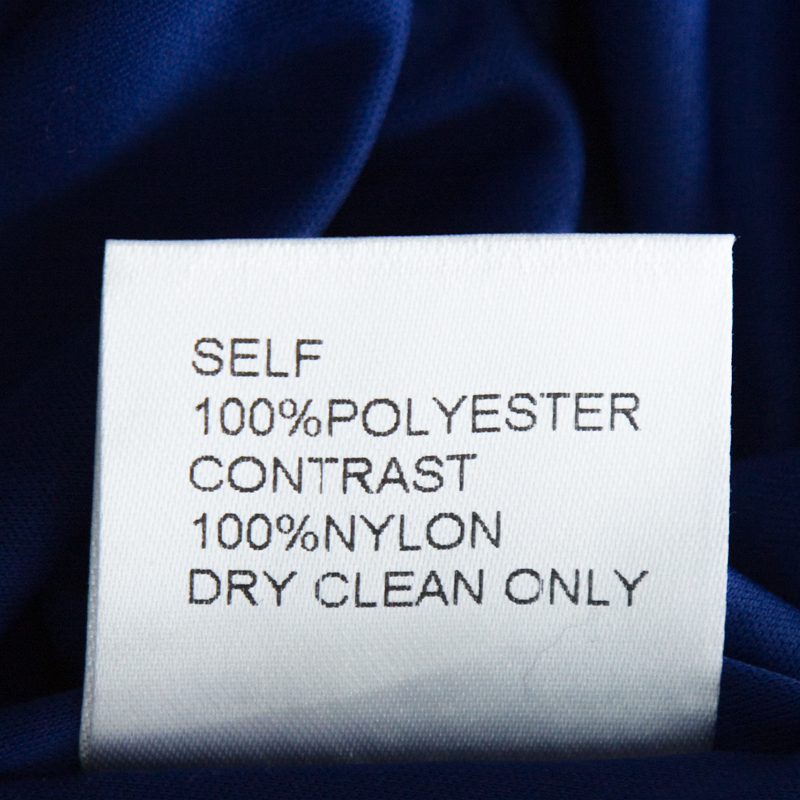 SELF
100%POLYESTER
CONTRAST
100%NYLON
DRY CLEAN ONLY